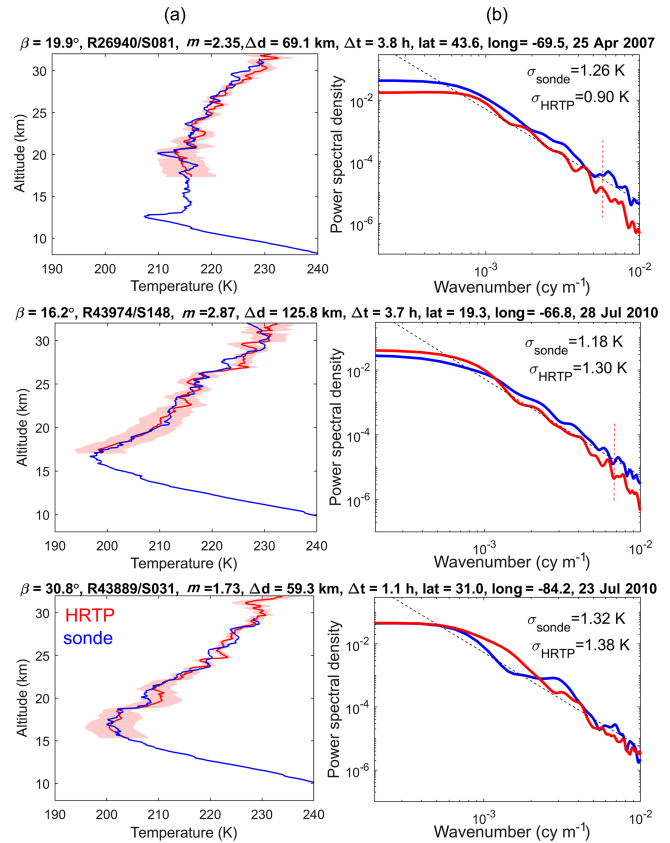 (a) (b)
β = 19.9°, R26940/S081, m =2.35, Δd = 69.1 km, Δt = 3.8 h, lat = 43.6, long= -69.5, 25 Apr 2007
30
25
20
15
10
Altitude (km)
190 200 210 220 230 240
Temperature (K)
σsonde=1.26 K
σHRTP=0.90 K
10-2
10-4
10-6
Power spectral density
10-3 10-2
Wavenumber (cy m-1)
β = 16.2°, R43974/S148, m =2.87, Δd = 125.8 km, Δt = 3.7 h, lat = 19.3, long= -66.8, 28 Jul 2010
30
25
20
15
10
Altitude (km)
190 200 210 220 230 240
Temperature (K)
σsonde=1.18 K
σHRTP=1.30 K
10-2
10-4
10-6
Power spectral density
10-3 10-2
Wavenumber (cy m-1)
β = 30.8°, R43889/S031, m =1.73, Δd = 59.3 km, Δt = 1.1 h, lat = 31.0, long= -84.2, 23 Jul 2010
HRTP
sonde
30
25
20
15
10
Altitude (km)
190 200 210 220 230 240
Temperature (K)
σsonde=1.32 K
σHRTP=1.38 K
10-2
10-4
10-6
Power spectral density
10-3 10-2
Wavenumber (cy m-1)